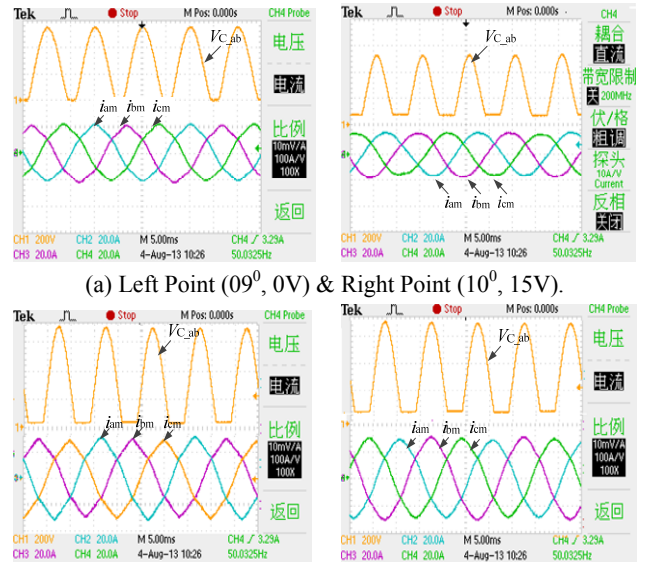 Tek Stop M Pos: 0.000s CH4 Probe
电压
电流
比例
10mV/A
100A/V
100X
返回
V_C_ab
i_am i_bm i_cm
CH1 200V CH2 20.0A M 5.00ms CH4 ∫ 3.29A
CH3 20.0A CH4 20.0A 4-Aug-13 10:26 50.0325Hz
Tek Stop M Pos: 0.000s CH4
耦合
直流
带宽限制
关 200MHz
伏/格
粗调
探头
10A/V
Current
反相
关闭
V_C_ab
i_am i_bm i_cm
CH1 200V CH2 20.0A M 5.00ms CH4 ∫ 3.29A
CH3 20.0A CH4 20.0A 4-Aug-13 10:26 50.0325Hz
(a) Left Point (09⁰, 0V) & Right Point (10⁰, 15V).
Tek Stop M Pos: 0.000s CH4 Probe
电压
电流
比例
10mV/A
100A/V
100X
返回
V_C_ab
i_am i_bm i_cm
CH1 200V CH2 20.0A M 5.00ms CH4 ∫ 3.29A
CH3 20.0A CH4 20.0A 4-Aug-13 10:26 50.0325Hz
Tek Stop M Pos: 0.000s CH4 Probe
电压
电流
比例
10mV/A
100A/V
100X
返回
V_C_ab
i_am i_bm i_cm
CH1 200V CH2 20.0A M 5.00ms CH4 ∫ 3.29A
CH3 20.0A CH4 20.0A 4-Aug-13 10:26 50.0325Hz